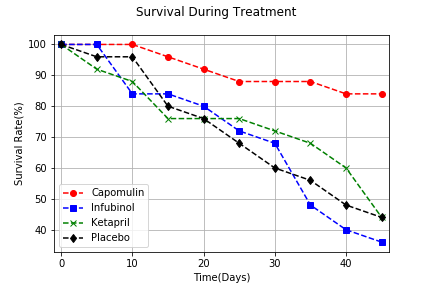 Survival During Treatment
100
90
80
70
60
50
40
Survival Rate(%)
Capomulin
Infubinol
Ketapril
Placebo
0
10
20
30
40
Time(Days)